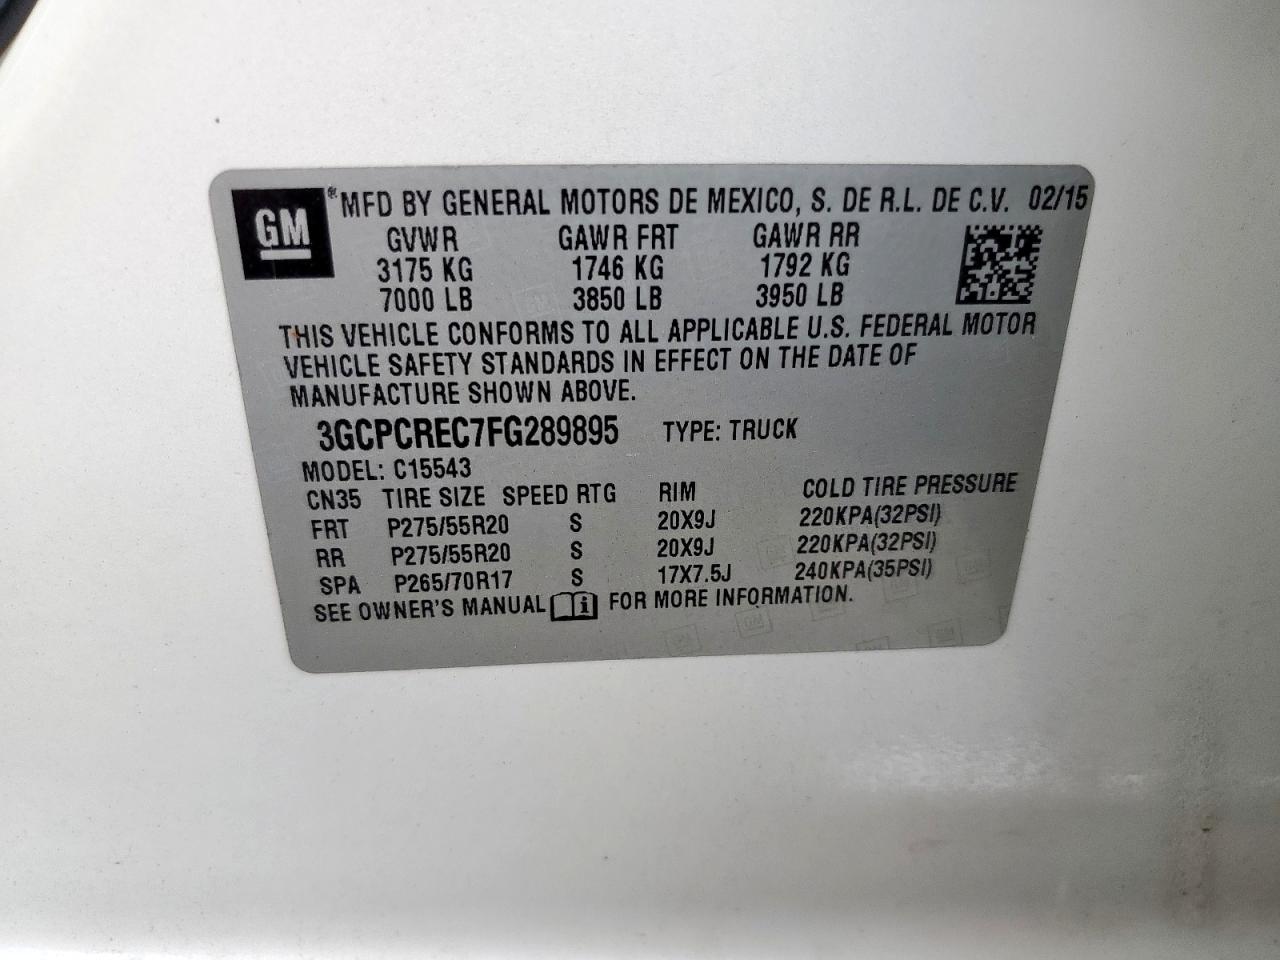 GM
®MFD BY GENERAL MOTORS DE MEXICO, S. DE R.L. DE C.V. 02/15
GVWR GAWR FRT GAWR RR
3175 KG 1746 KG 1792 KG
7000 LB 3850 LB 3950 LB
THIS VEHICLE CONFORMS TO ALL APPLICABLE U.S. FEDERAL MOTOR
VEHICLE SAFETY STANDARDS IN EFFECT ON THE DATE OF
MANUFACTURE SHOWN ABOVE.
3GCPCREC7FG289895 TYPE: TRUCK
MODEL: C15543
CN35 TIRE SIZE SPEED RTG RIM COLD TIRE PRESSURE
FRT P275/55R20 S 20X9J 220KPA(32PSI)
RR P275/55R20 S 20X9J 220KPA(32PSI)
SPA P265/70R17 S 17X7.5J 240KPA(35PSI)
SEE OWNER'S MANUAL i FOR MORE INFORMATION.